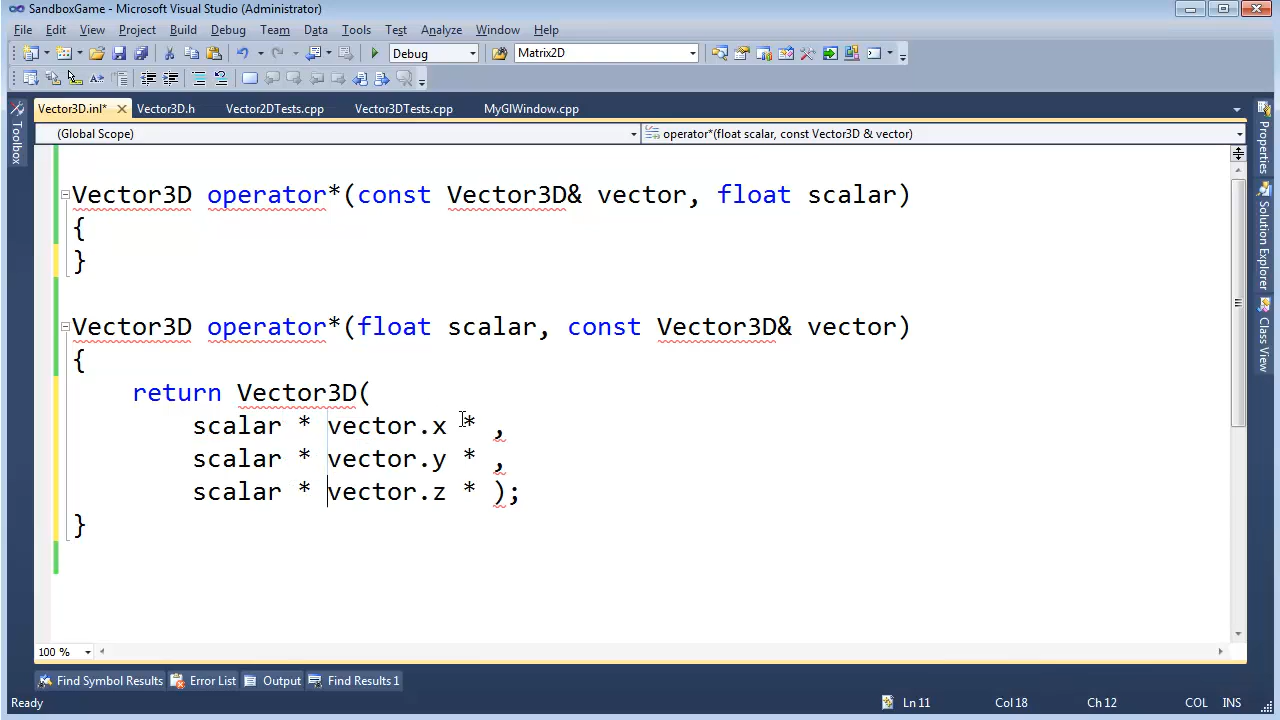 SandboxGame - Microsoft Visual Studio (Administrator)
File Edit View Project Build Debug Team Data Tools Test Analyze Window Help
Debug Matrix2D
Vector3D.inl* Vector3D.h Vector2DTests.cpp Vector3DTests.cpp MyGlWindow.cpp
(Global Scope) operator*(float scalar, const Vector3D & vector)
Toolbox
Vector3D operator*(const Vector3D& vector, float scalar)
{
}
Vector3D operator*(float scalar, const Vector3D& vector)
{
return Vector3D(
scalar * vector.x * ,
scalar * vector.y * ,
scalar * vector.z * );
}
Properties
Solution Explorer
Class View
100 %
Find Symbol Results Error List Output Find Results 1
Ready Ln 11 Col 18 Ch 12 COL INS